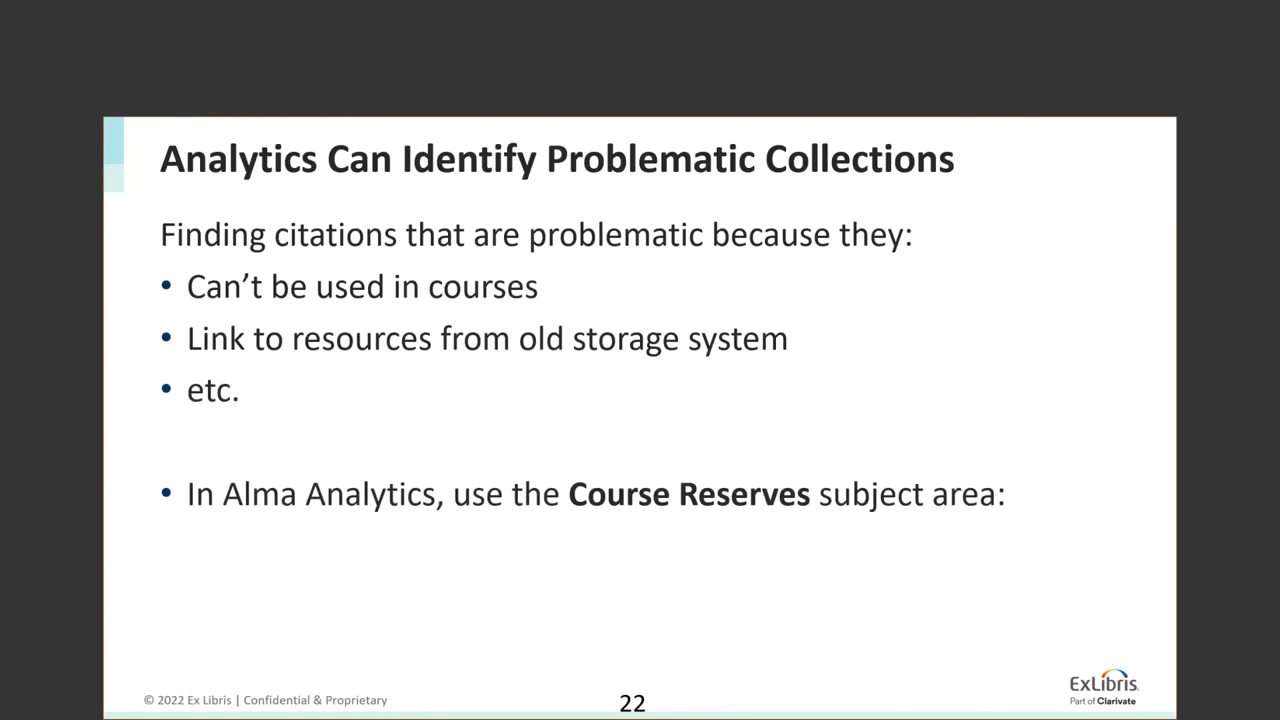 Analytics Can Identify Problematic Collections
Finding citations that are problematic because they:
• Can’t be used in courses
• Link to resources from old storage system
• etc.
• In Alma Analytics, use the Course Reserves subject area:
© 2022 Ex Libris | Confidential & Proprietary
22
ExLibris
Part of Clarivate